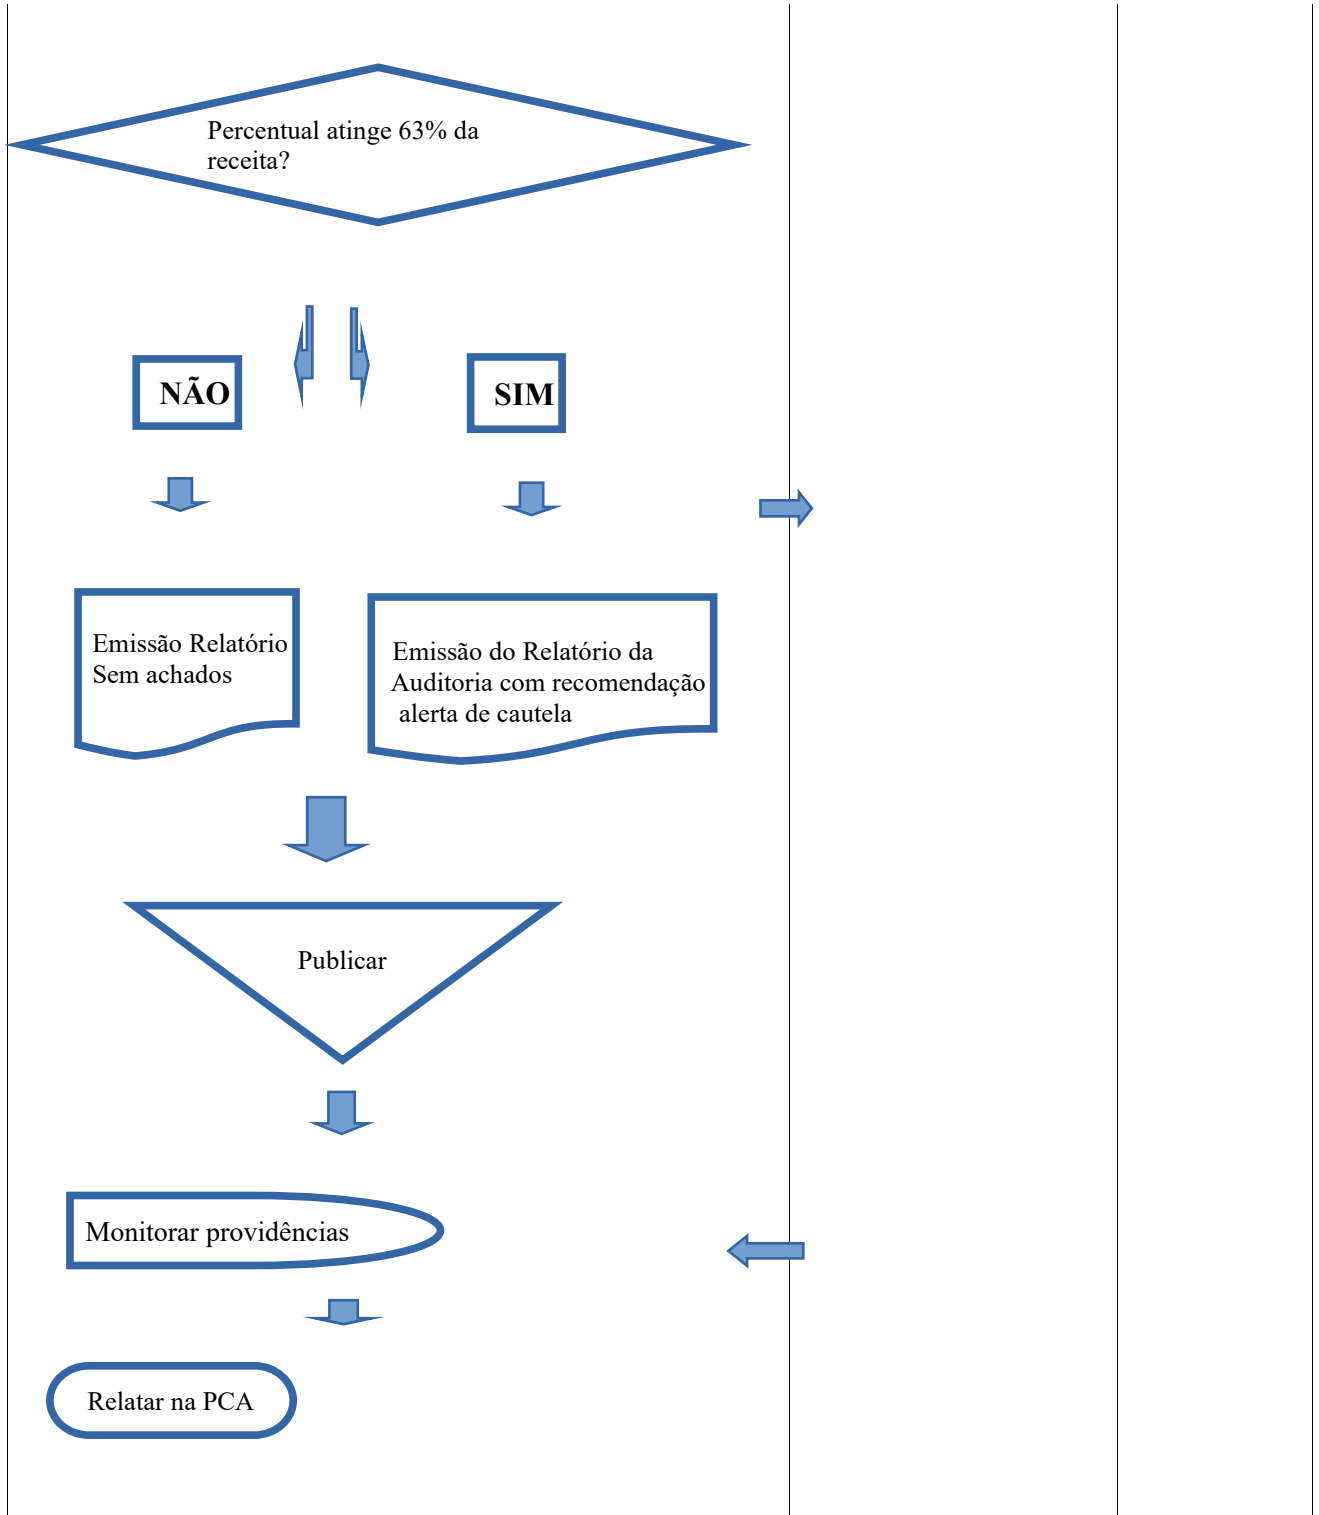 Percentual atinge 63% da
receita?
NÃO
SIM
Emissão Relatório
Sem achados
Emissão do Relatório da
Auditoria com recomendação
alerta de cautela
Publicar
Monitorar providências
Relatar na PCA